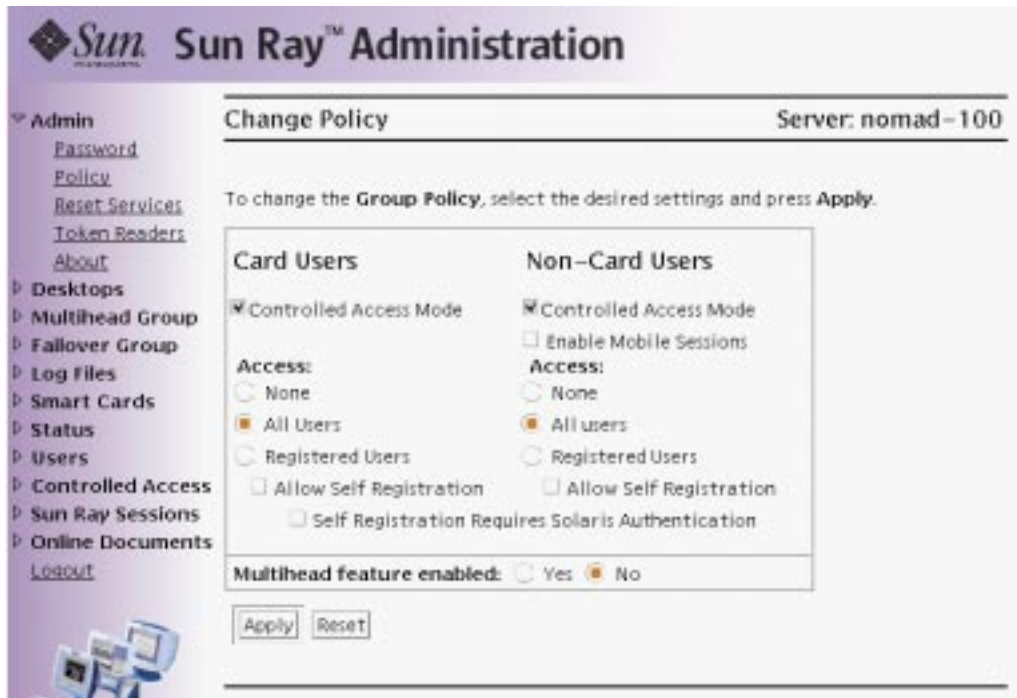 Sun Sun Ray™ Administration
Admin
Password
Policy
Reset Services
Token Readers
About
Desktops
Multihead Group
Failover Group
Log Files
Smart Cards
Status
Users
Controlled Access
Sun Ray Sessions
Online Documents
Logout
Change Policy Server: nomad-100
To change the Group Policy, select the desired settings and press Apply.
Card Users Non-Card Users
Controlled Access Mode Controlled Access Mode
Enable Mobile Sessions
Access: Access:
None None
All Users All users
Registered Users Registered Users
Allow Self Registration Allow Self Registration
Self Registration Requires Solaris Authentication
Multihead feature enabled: Yes No
Apply Reset